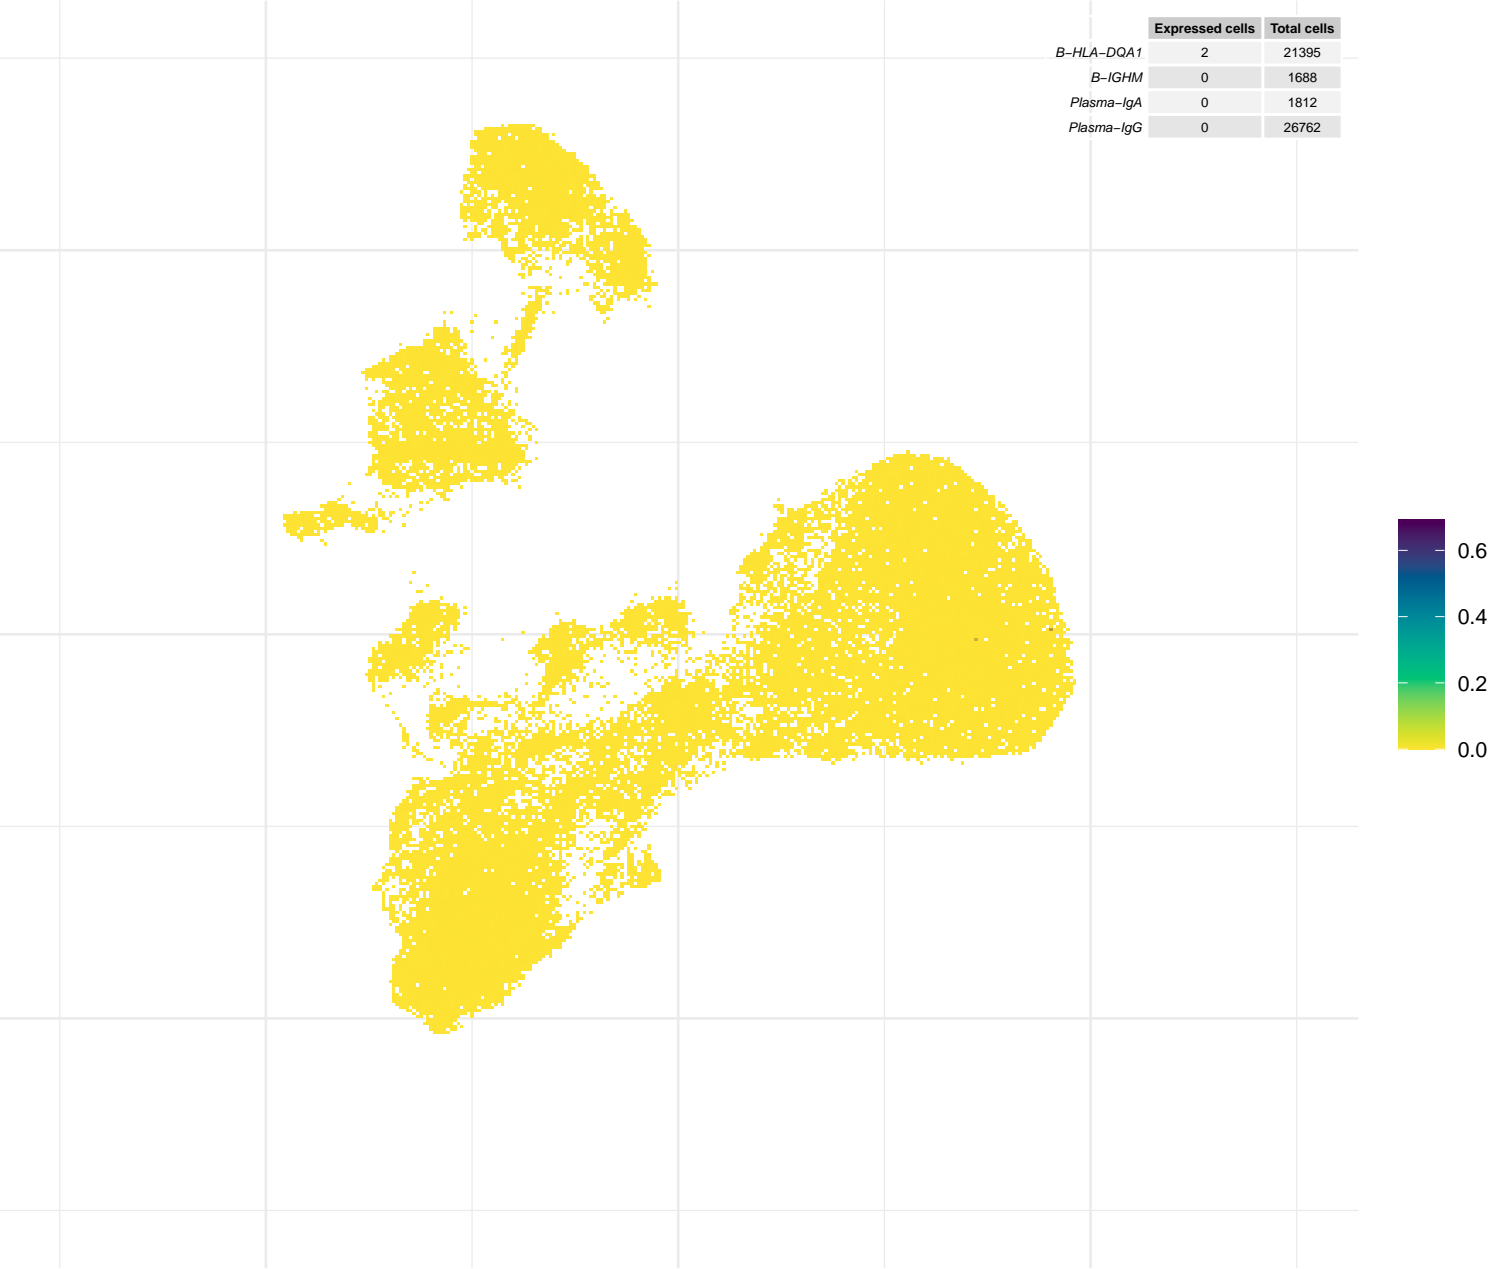 Expressed cells Total cells
B−HLA−DQA1 2 21395
B−IGHM 0 1688
Plasma−IgA 0 1812
Plasma−IgG 0 26762
0.6
0.4
0.2
0.0